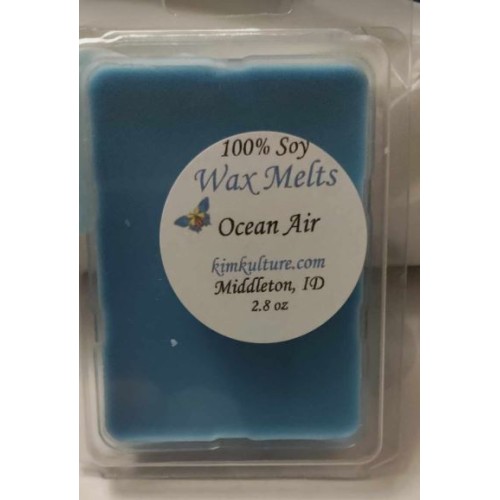 100% Soy
Wax Melts
Ocean Air
kimkulture.com
Middleton, ID
2.8 oz